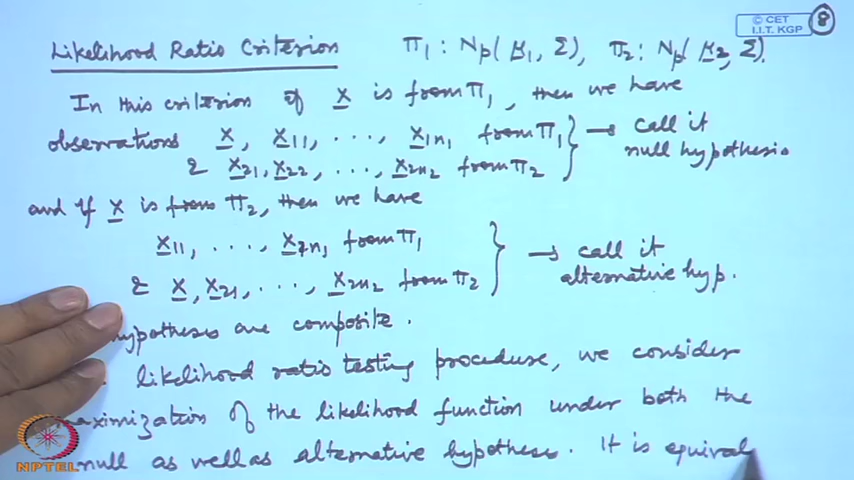 © CET
I.I.T. KGP
8
Likelihood Ratio Criterion π1 : Np( μ1, Σ), π2 : Np( μ2, Σ).
In this criterion if x is from π1, then we have
observations x, x11, ..., x1n1 from π1 } → call it
& x21, x22, ..., x2n2 from π2 null hypothesis
and if x is from π2, then we have
x11, ..., x1n1 from π1 } → call it
& x, x21, ..., x2n2 from π2 alternative hyp.
hypotheses are composite.
likelihood ratio testing procedure, we consider
maximization of the likelihood function under both the
null as well as alternative hypotheses. It is equival
NPTEL